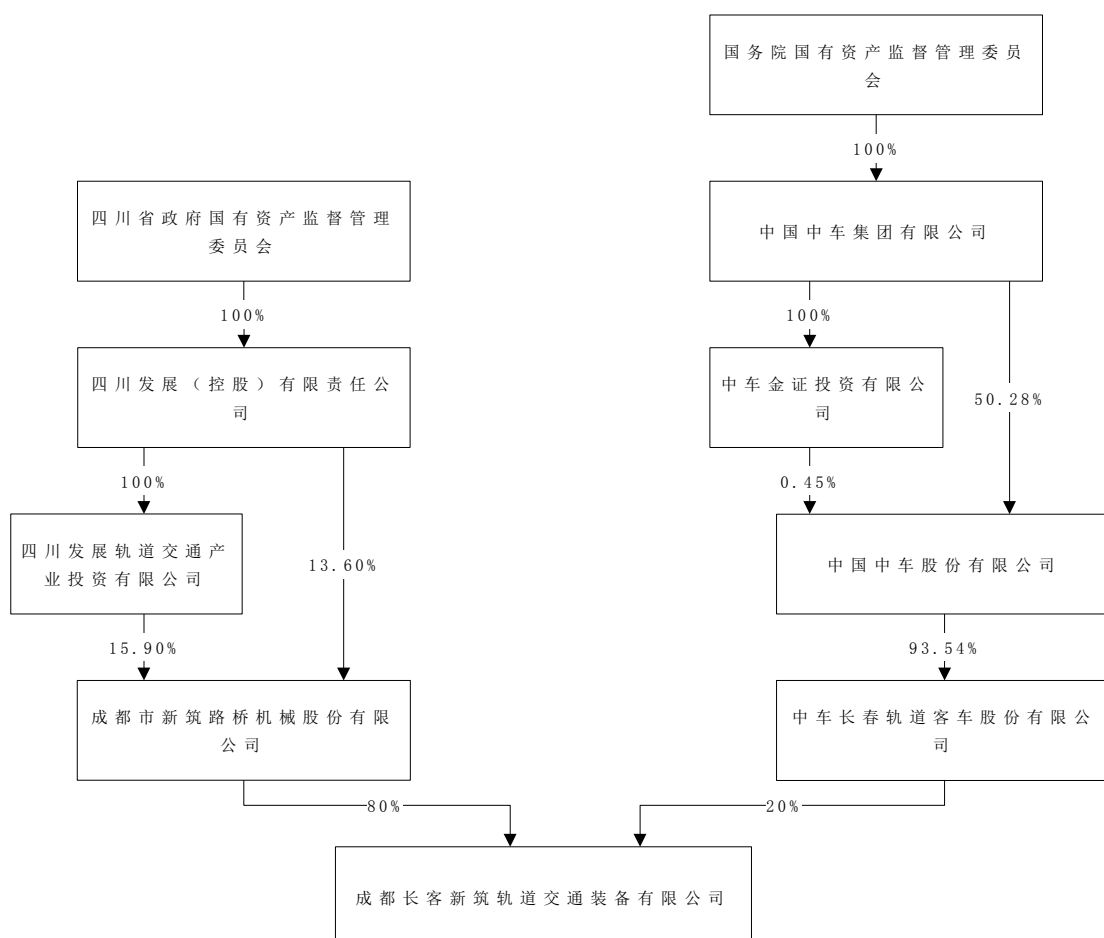 国务院国有资产监督管理委员
会
100%
四川省政府国有资产监督管理
委员会
中国中车集团有限公司
100%
100%
四川发展（控股）有限责任公
司
中车金证投资有限公
司
50.28%
100%
0.45%
四川发展轨道交通产
业投资有限公司
13.60%
中国中车股份有限公司
15.90%
93.54%
成都市新筑路桥机械股份有限
公司
中车长春轨道客车股份有限公
司
80%
20%
成都长客新筑轨道交通装备有限公司